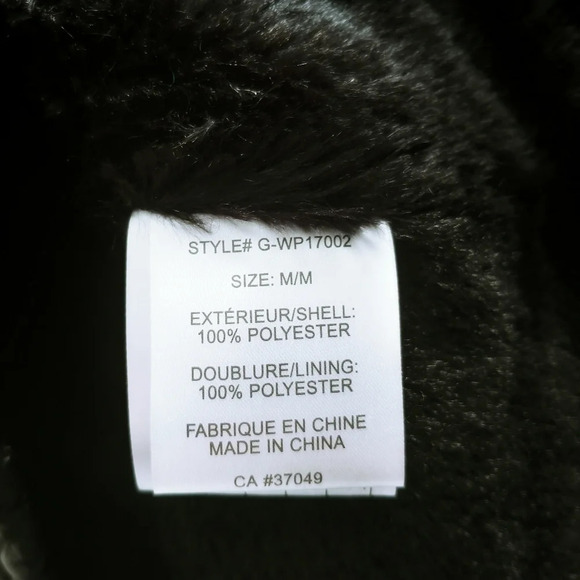 STYLE# G-WP17002
SIZE: M/M
EXTÉRIEUR/SHELL:
100% POLYESTER
DOUBLURE/LINING:
100% POLYESTER
FABRIQUE EN CHINE
MADE IN CHINA
CA #37049